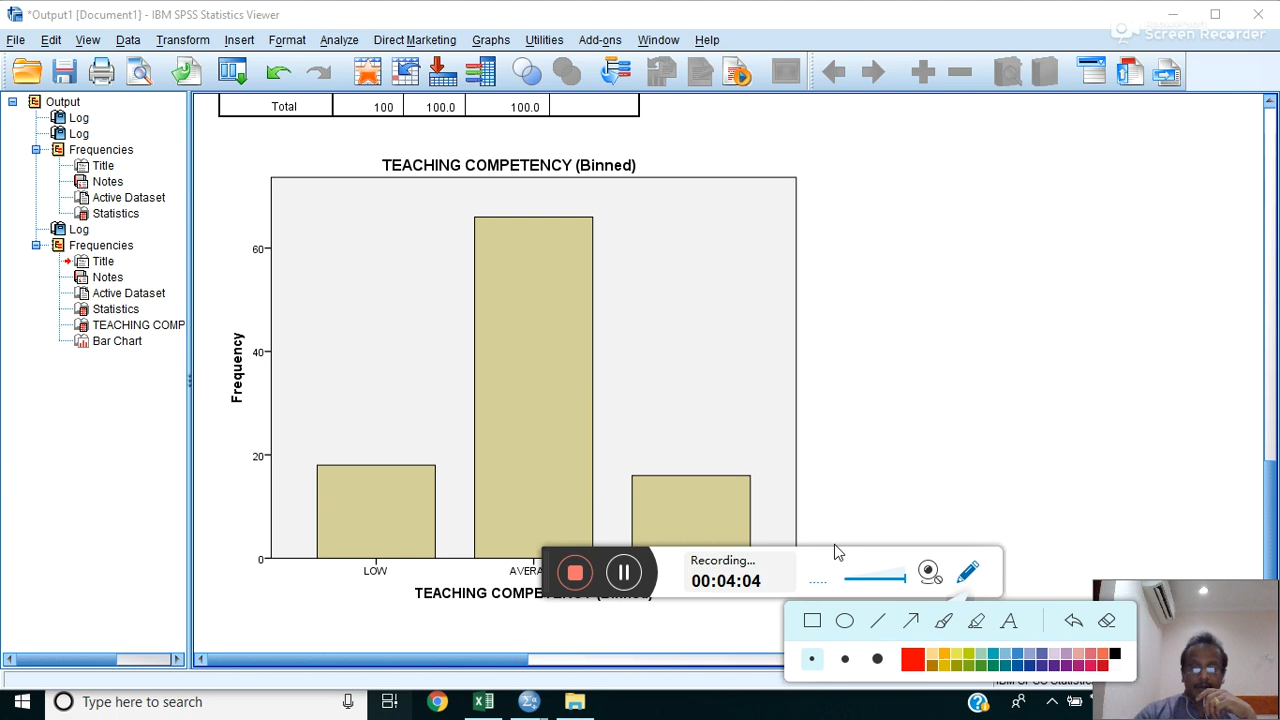 *Output1 [Document1] - IBM SPSS Statistics Viewer
File Edit View Data Transform Insert Format Analyze Direct Marketing Graphs Utilities Add-ons Window Help
Screen Recorder
Output
Log
Log
Frequencies
Title
Notes
Active Dataset
Statistics
Log
Frequencies
Title
Notes
Active Dataset
Statistics
TEACHING COMP
Bar Chart
Total 100 100.0 100.0
TEACHING COMPETENCY (Binned)
Frequency
60
40
20
0
LOW
TEACHING
Recording...
00:04:04
A
IBM SPSS Statistics
Type here to search